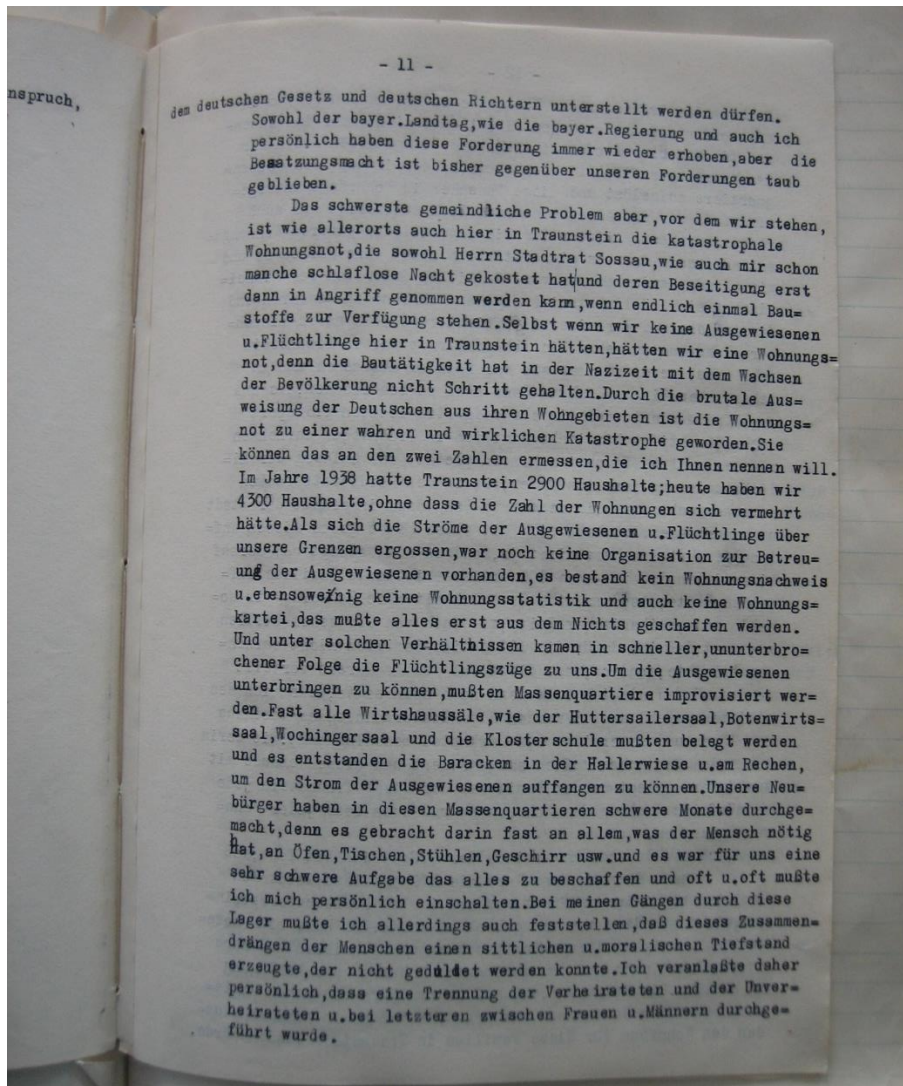 nspruch,
- 11 -
dem deutschen Gesetz und deutschen Richtern unterstellt werden dürfen.
Sowohl der bayer.Landtag,wie die bayer.Regierung und auch ich
persönlich haben diese Forderung immer wieder erhoben,aber die
Besatzungsmacht ist bisher gegenüber unseren Forderungen taub
geblieben.
Das schwerste gemeindliche Problem aber,vor dem wir stehen,
ist wie allerorts auch hier in Traunstein die katastrophale
Wohnungsnot,die sowohl Herrn Stadtrat Sossau,wie auch mir schon
manche schlaflose Nacht gekostet hat und deren Beseitigung erst
dann in Angriff genommen werden kann,wenn endlich einmal Bau=
stoffe zur Verfügung stehen.Selbst wenn wir keine Ausgewiesenen
u.Flüchtlinge hier in Traunstein hätten,hätten wir eine Wohnungs=
not,denn die Bautätigkeit hat in der Nazizeit mit dem Wachsen
der Bevölkerung nicht Schritt gehalten.Durch die brutale Aus=
weisung der Deutschen aus ihren Wohngebieten ist die Wohnungs=
not zu einer wahren und wirklichen Katastrophe geworden.Sie
können das an den zwei Zahlen ermessen,die ich Ihnen nennen will.
Im Jahre 1938 hatte Traunstein 2900 Haushalte;heute haben wir
4300 Haushalte,ohne dass die Zahl der Wohnungen sich vermehrt
hätte.Als sich die Ströme der Ausgewiesenen u.Flüchtlinge über
unsere Grenzen ergossen,war noch keine Organisation zur Betreu=
ung der Ausgewiesenen vorhanden,es bestand kein Wohnungsnachweis
u.ebensowenig keine Wohnungsstatistik und auch keine Wohnungs=
kartei,das mußte alles erst aus dem Nichts geschaffen werden.
Und unter solchen Verhältnissen kamen in schneller,ununterbro=
chener Folge die Flüchtlingszüge zu uns.Um die Ausgewiesenen
unterbringen zu können,mußten Massenquartiere improvisiert wer=
den.Fast alle Wirtshaussäle,wie der Huttersailersaal,Botenwirts=
saal,Wochingersaal und die Klosterschule mußten belegt werden
und es entstanden die Baracken in der Hallerwiese u.am Rechen,
um den Strom der Ausgewiesenen auffangen zu können.Unsere Neu=
bürger haben in diesen Massenquartieren schwere Monate durchge=
macht,denn es gebracht darin fast an allem,was der Mensch nötig
hat,an Öfen,Tischen,Stühlen,Geschirr usw.und es war für uns eine
sehr schwere Aufgabe das alles zu beschaffen und oft u.oft mußte
ich mich persönlich einschalten.Bei meinen Gängen durch diese
Lager mußte ich allerdings auch feststellen,daß dieses Zusammen=
drängen der Menschen einen sittlichen u.moralischen Tiefstand
erzeugte,der nicht geduldet werden konnte.Ich veranlaßte daher
persönlich,dass eine Trennung der Verheirateten und der Unver=
heirateten u.bei letzteren zwischen Frauen u.Männern durchge=
führt wurde.